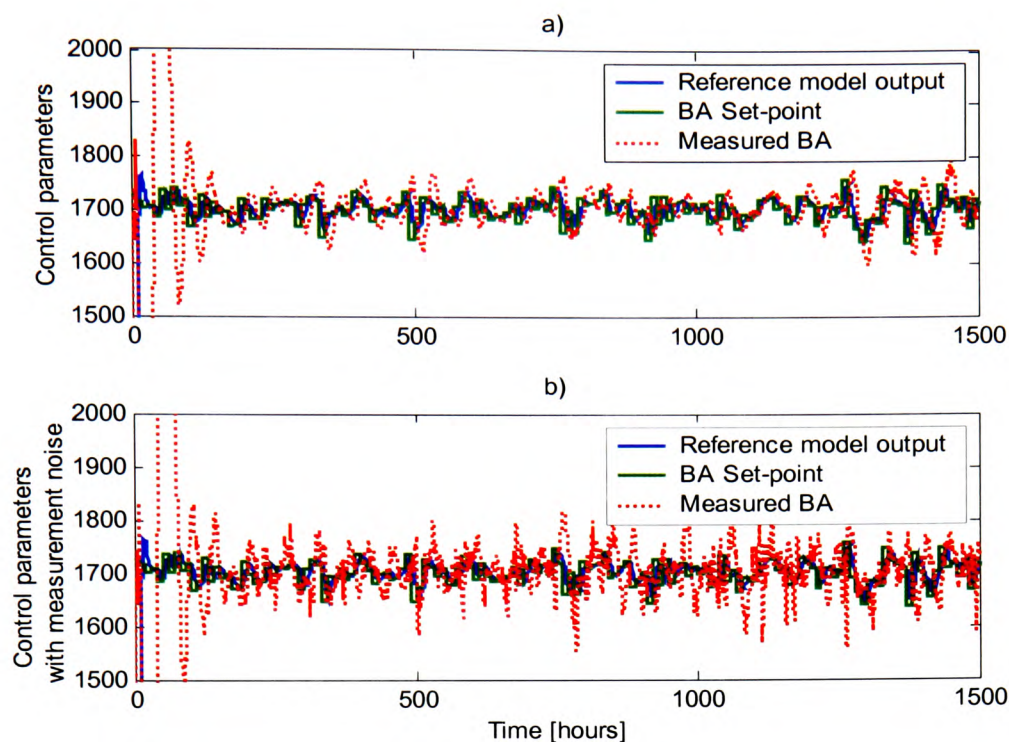 a)
2000
1900
1800
1700
1600
1500
Control parameters
Reference model output
BA Set-point
Measured BA
0
500
1000
1500
b)
2000
1900
1800
1700
1600
1500
Control parameters
with measurement noise
Reference model output
BA Set-point
Measured BA
0
500
1000
1500
Time [hours]